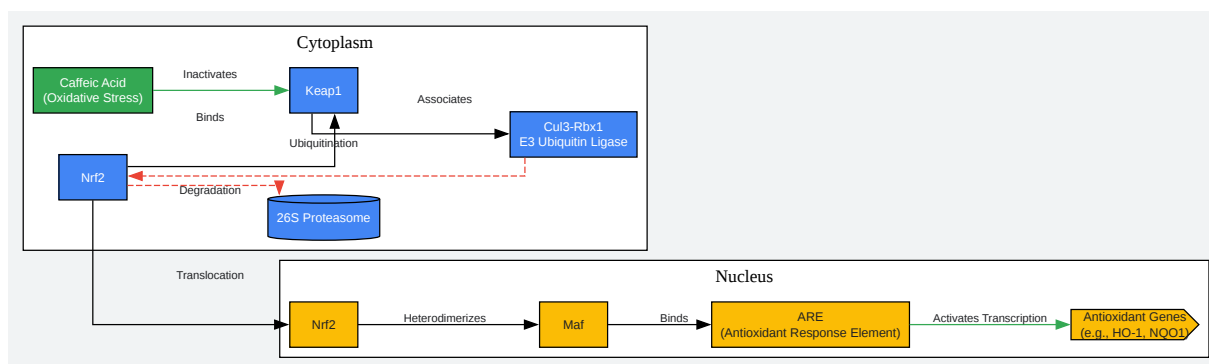 Cytoplasm
Caffeic Acid
(Oxidative Stress)
Inactivates
Keap1
Binds
Associates
Cul3-Rbx1
E3 Ubiquitin Ligase
Ubiquitination
Nrf2
Degradation
26S Proteasome
Translocation
Nucleus
Nrf2
Heterodimerizes
Maf
Binds
ARE
(Antioxidant Response Element)
Activates Transcription
Antioxidant Genes
(e.g., HO-1, NQO1)